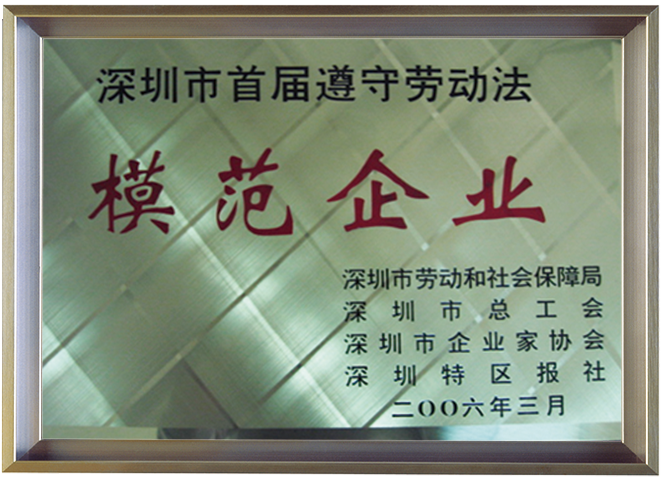 深圳市首届遵守劳动法
模范企业
深圳市劳动和社会保障局
深圳市总工会
深圳市企业家协会
深圳特区报社
二〇〇六年三月